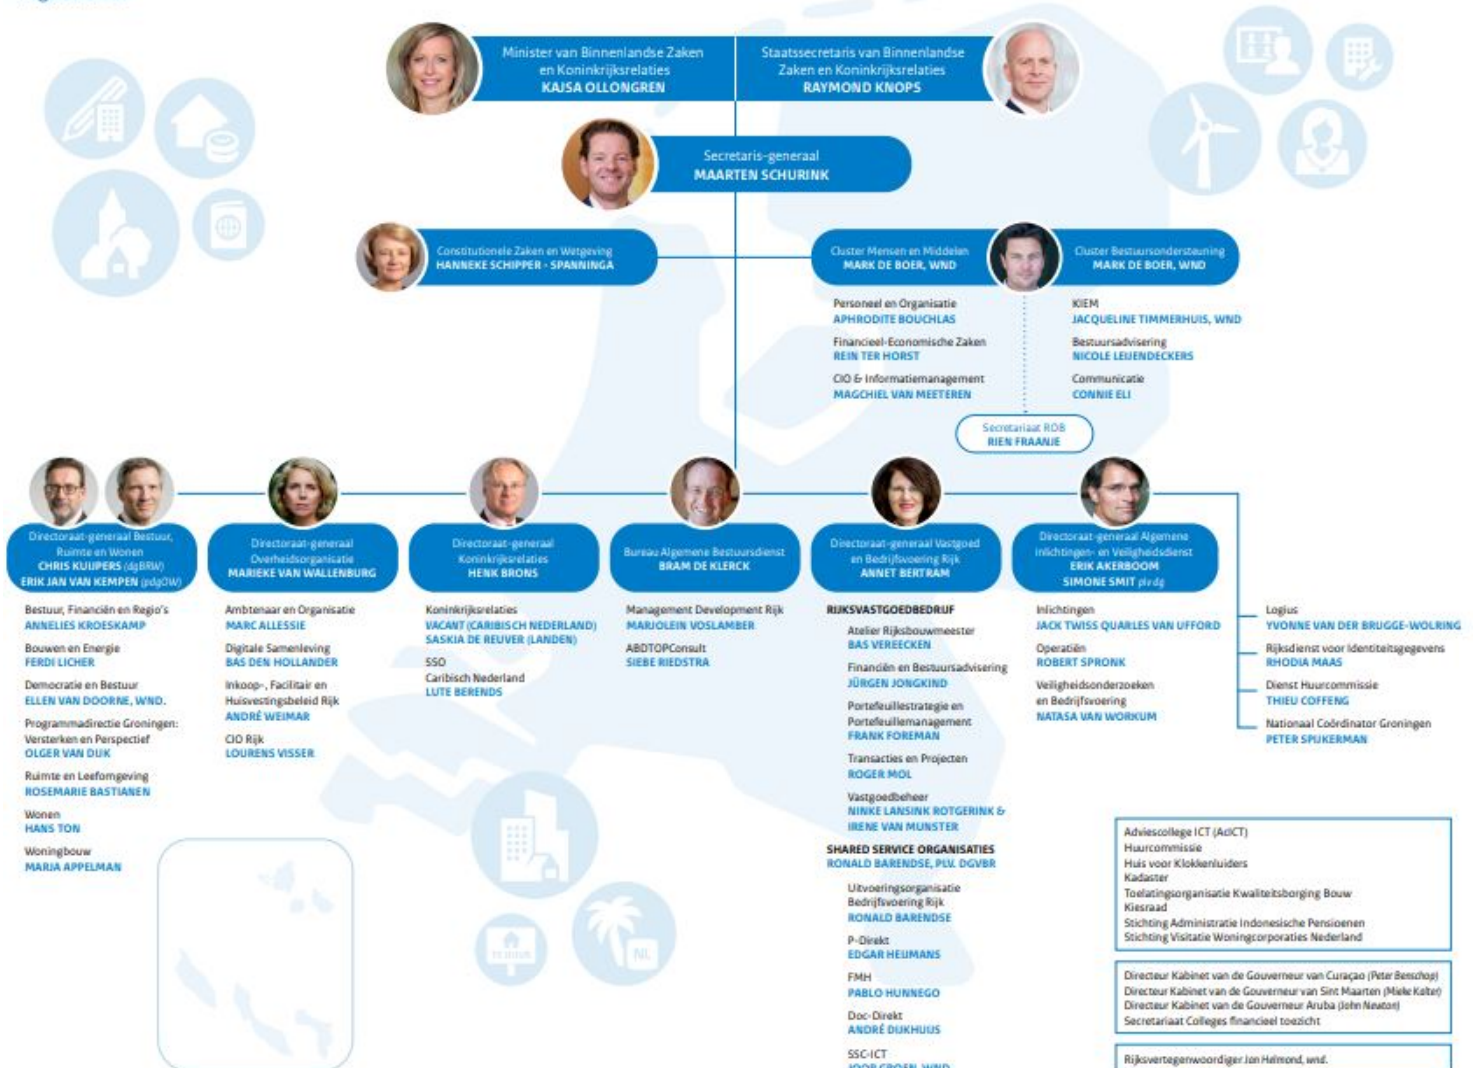 Minister van Binnenlandse Zaken
en Koninkrijksrelaties
KAJSA OLLONGREN
Staatssecretaris van Binnenlandse
Zaken en Koninkrijksrelaties
RAYMOND KNOPS
Secretaris-generaal
MAARTEN SCHURINK
Constitutionele Zaken en Wetgeving
HANNEKE SCHIPPER - SPANNINGA
Cluster Mensen en Middelen
MARK DE BOER, WND
Cluster Bestuursondersteuning
MARK DE BOER, WND
Personeel en Organisatie
APHRODITE BOUCHLAS
Financieel-Economische Zaken
REIN TER HORST
CIO & Informatiemanagement
MAGCHIEL VAN MEETEREN
KIEM
JACQUELINE TIMMERHUIS, WND
Bestuursadvisering
NICOLE LEIJENDECKERS
Communicatie
CONNIE ELI
Secretariaat ROB
RIEN FRAANJE
Directoraat-generaal Bestuur,
Ruimte en Wonen
CHRIS KUIJPERS (dgBRW)
ERIK JAN VAN KEMPEN (pdgOW)
Bestuur, Financiën en Regio's
ANNELIES KROESKAMP
Bouwen en Energie
FERDI LICHER
Democratie en Bestuur
ELLEN VAN DOORNE, WND.
Programmadirectie Groningen:
Versterken en Perspectief
OLGER VAN DIJK
Ruimte en Leefomgeving
ROSEMARIE BASTIANEN
Wonen
HANS TON
Woningbouw
MARJA APPELMAN
Directoraat-generaal
Overheidsorganisatie
MARIEKE VAN WALLENBURG
Ambtenaar en Organisatie
MARC ALLESSIE
Digitale Samenleving
BAS DEN HOLLANDER
Inkoop-, Facilitair en
Huisvestingsbeleid Rijk
ANDRÉ WEIMAR
CIO Rijk
LOURENS VISSER
Directoraat-generaal
Koninkrijksrelaties
HENK BRONS
Koninkrijksrelaties
VACANT (CARIBISCH NEDERLAND)
SASKIA DE REUVER (LANDEN)
SSO
Caribisch Nederland
LUTE BERENDS
Bureau Algemene Bestuursdienst
BRAM DE KLERCK
Management Development Rijk
MARJOLEIN VOSLAMBER
ABDTOPConsult
SIEBE RIEDSTRA
Directoraat-generaal Vastgoed
en Bedrijfsvoering Rijk
ANNET BERTRAM
RIJKSVASTGOEDBEDRIJF
Atelier Rijksbouwmeester
BAS VEREECKEN
Financiën en Bestuursadvisering
JÜRGEN JONGKIND
Portefeuillestrategie en
Portefeuillemanagement
FRANK FOREMAN
Transacties en Projecten
ROGER MOL
Vastgoedbeheer
NINKE LANSINK ROTGERINK &
IRENE VAN MUNSTER
SHARED SERVICE ORGANISATIES
RONALD BARENDSE, PLV. DGVBR
Uitvoeringsorganisatie
Bedrijfsvoering Rijk
RONALD BARENDSE
P-Direkt
EDGAR HEIJMANS
FMH
PABLO HUNNEGO
Doc-Direkt
ANDRÉ DIJKHUIJS
SSC-ICT
Directoraat-generaal Algemene
Inlichtingen- en Veiligheidsdienst
ERIK AKERBOOM
SIMONE SMIT plv dg
Inlichtingen
JACK TWISS QUARLES VAN UFFORD
Operatiën
ROBERT SPRONK
Veiligheidsonderzoeken
en Bedrijfsvoering
NATASA VAN WORKUM
Logius
YVONNE VAN DER BRUGGE-WOLRING
Rijksdienst voor Identiteitsgegevens
RHODIA MAAS
Dienst Huurcommissie
THIEU COFFENG
Nationaal Coördinator Groningen
PETER SPIJKERMAN
Adviescollege ICT (AcICT)
Huurcommissie
Huis voor Klokkenluiders
Kadaster
Toelatingsorganisatie Kwaliteitsborging Bouw
Kiesraad
Stichting Administratie Indonesische Pensioenen
Stichting Visitatie Woningcorporaties Nederland
Directeur Kabinet van de Gouverneur van Curaçao (Peter Benschop)
Directeur Kabinet van de Gouverneur van Sint Maarten (Mieke Kolter)
Directeur Kabinet van de Gouverneur Aruba (John Newton)
Secretariaat Colleges financieel toezicht
Rijksvertegenwoordiger Jan Helmond, wnd.
TE HUUR
NL